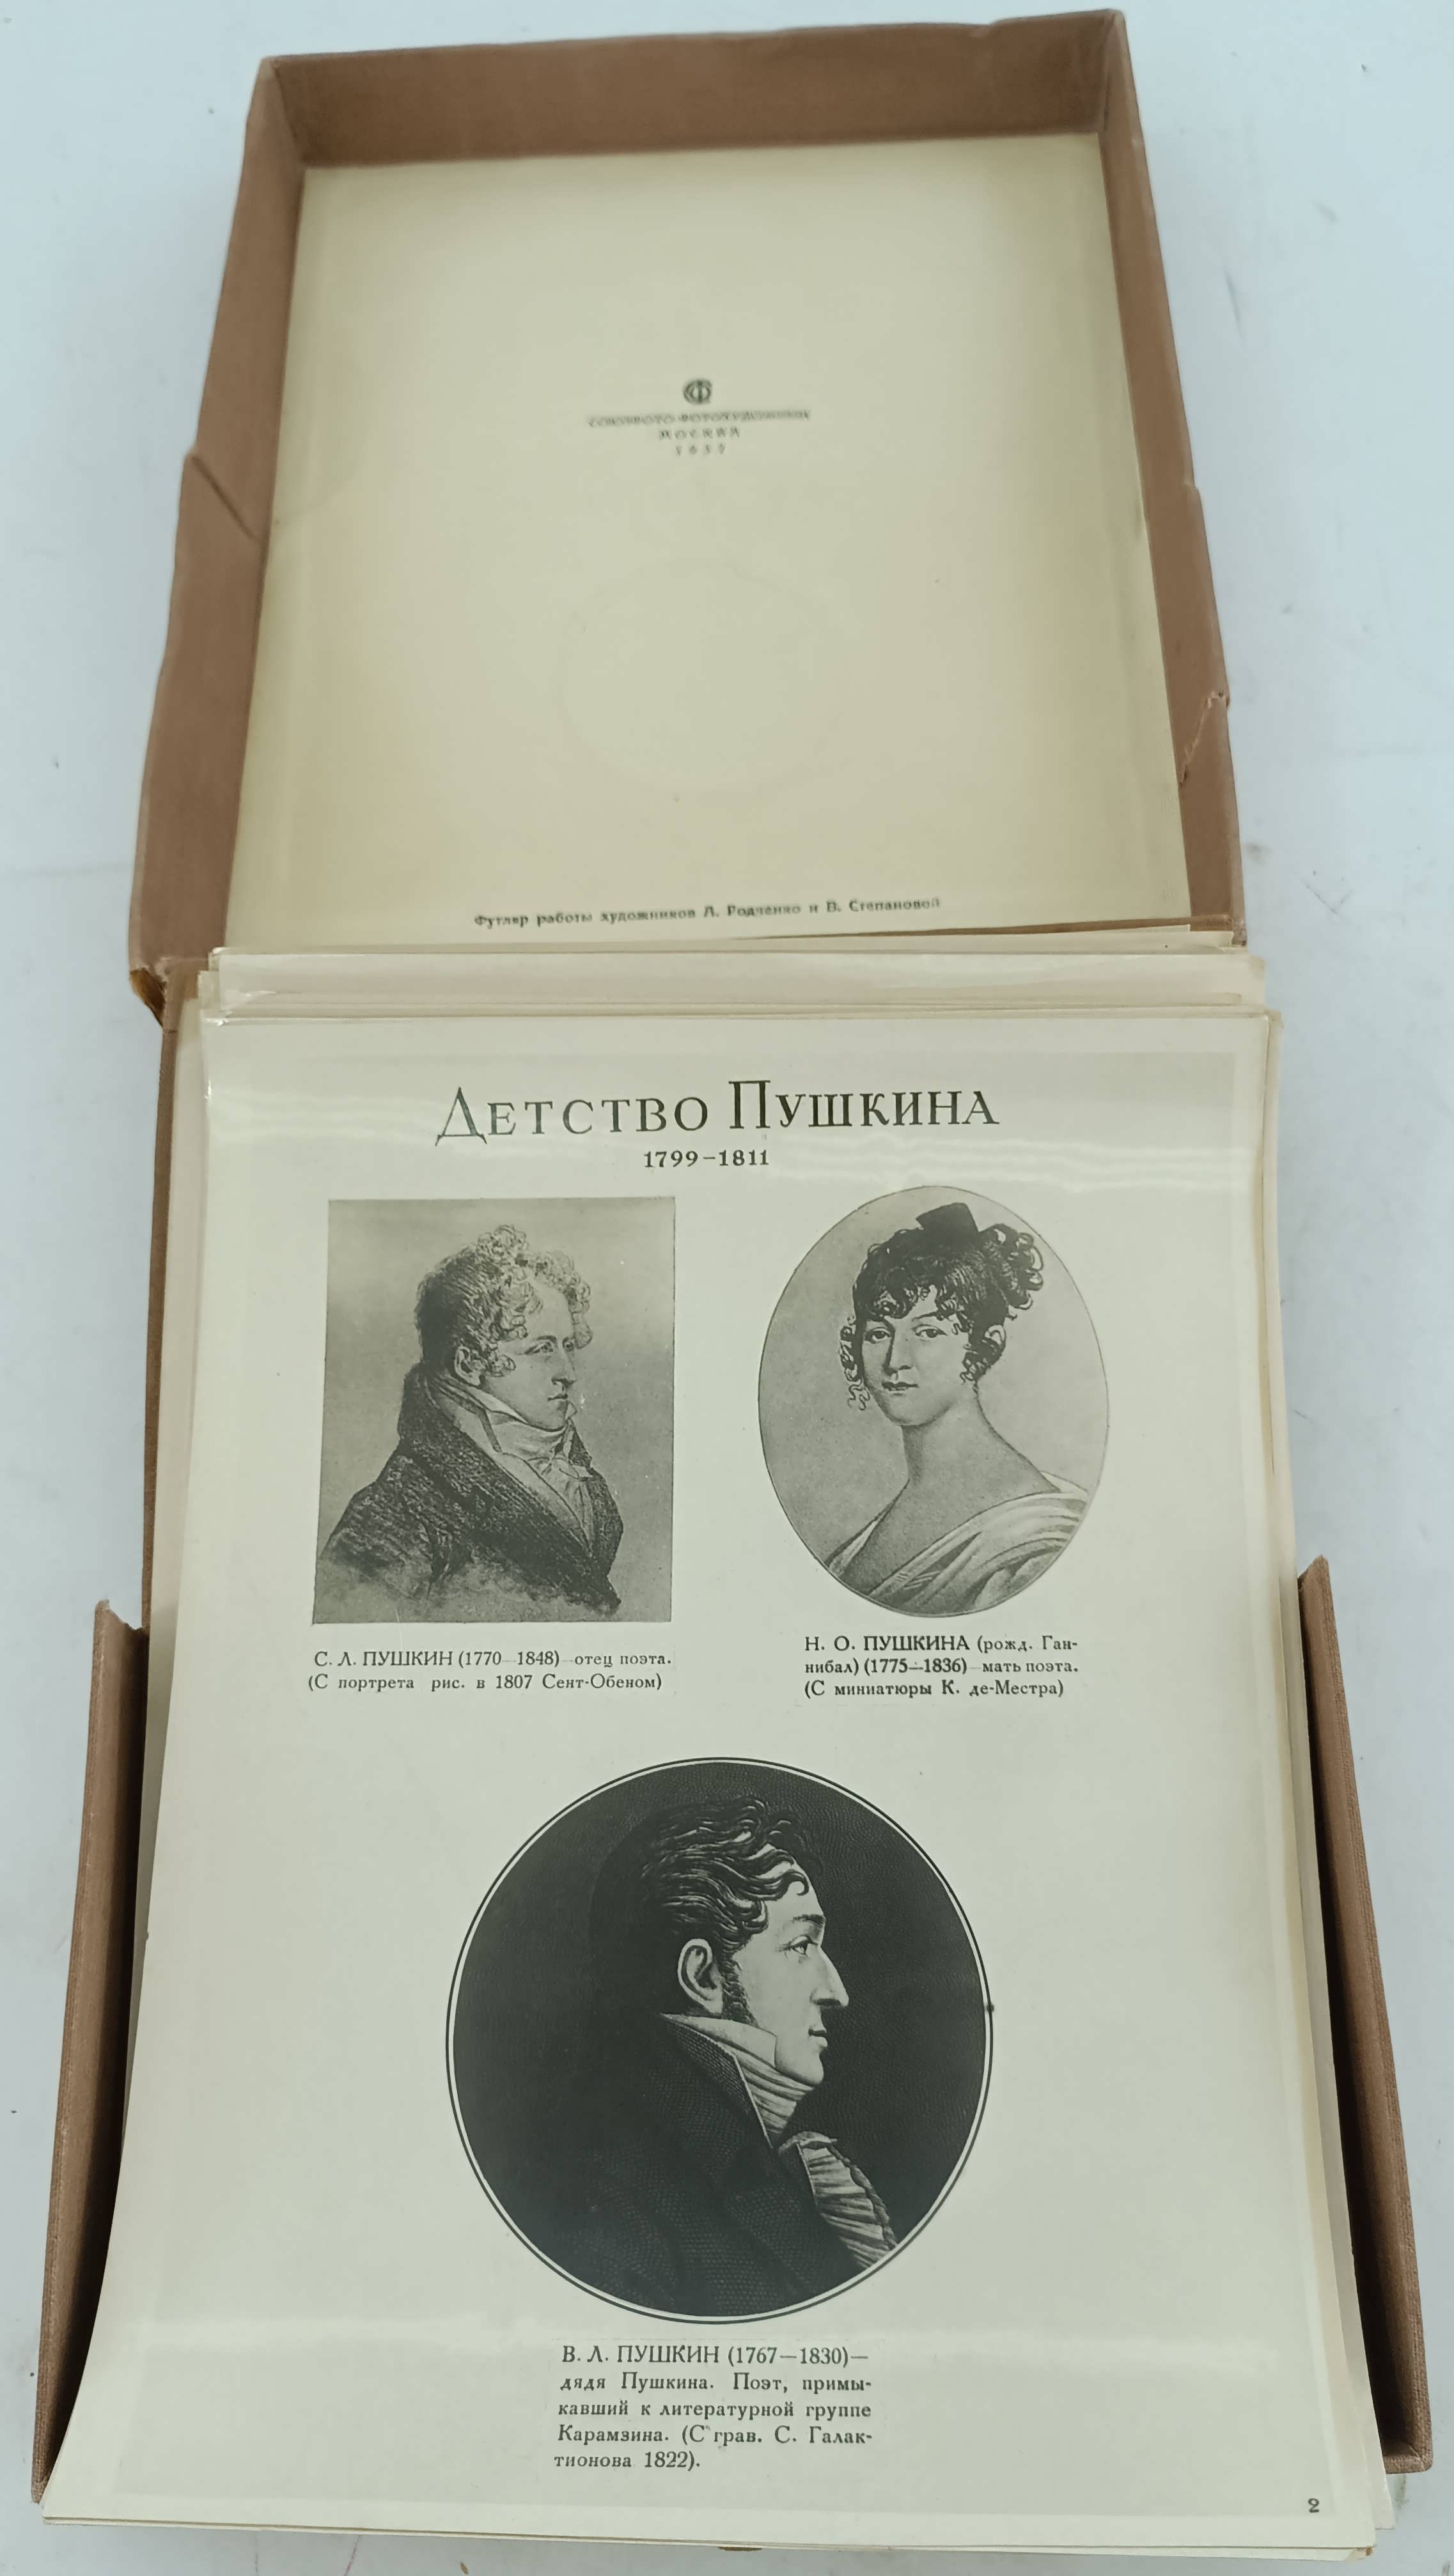 СОЮЗФОТО ФОТОХУДОЖНИК
МОСКВА
Футляр работы художников А. Родченко и В. Степановой
Детство Пушкина
1799–1811
С. Л. ПУШКИН (1770–1848)—отец поэта.
(С портрета рис. в 1807 Сент-Обеном)
Н. О. ПУШКИНА (рожд. Ган-
нибал) (1775—1836)—мать поэта.
(С миниатюры К. де-Местра)
В. Л. ПУШКИН (1767—1830)—
дядя Пушкина. Поэт, примы-
кавший к литературной группе
Карамзина. (С грав. С. Галак-
тионова 1822).
2